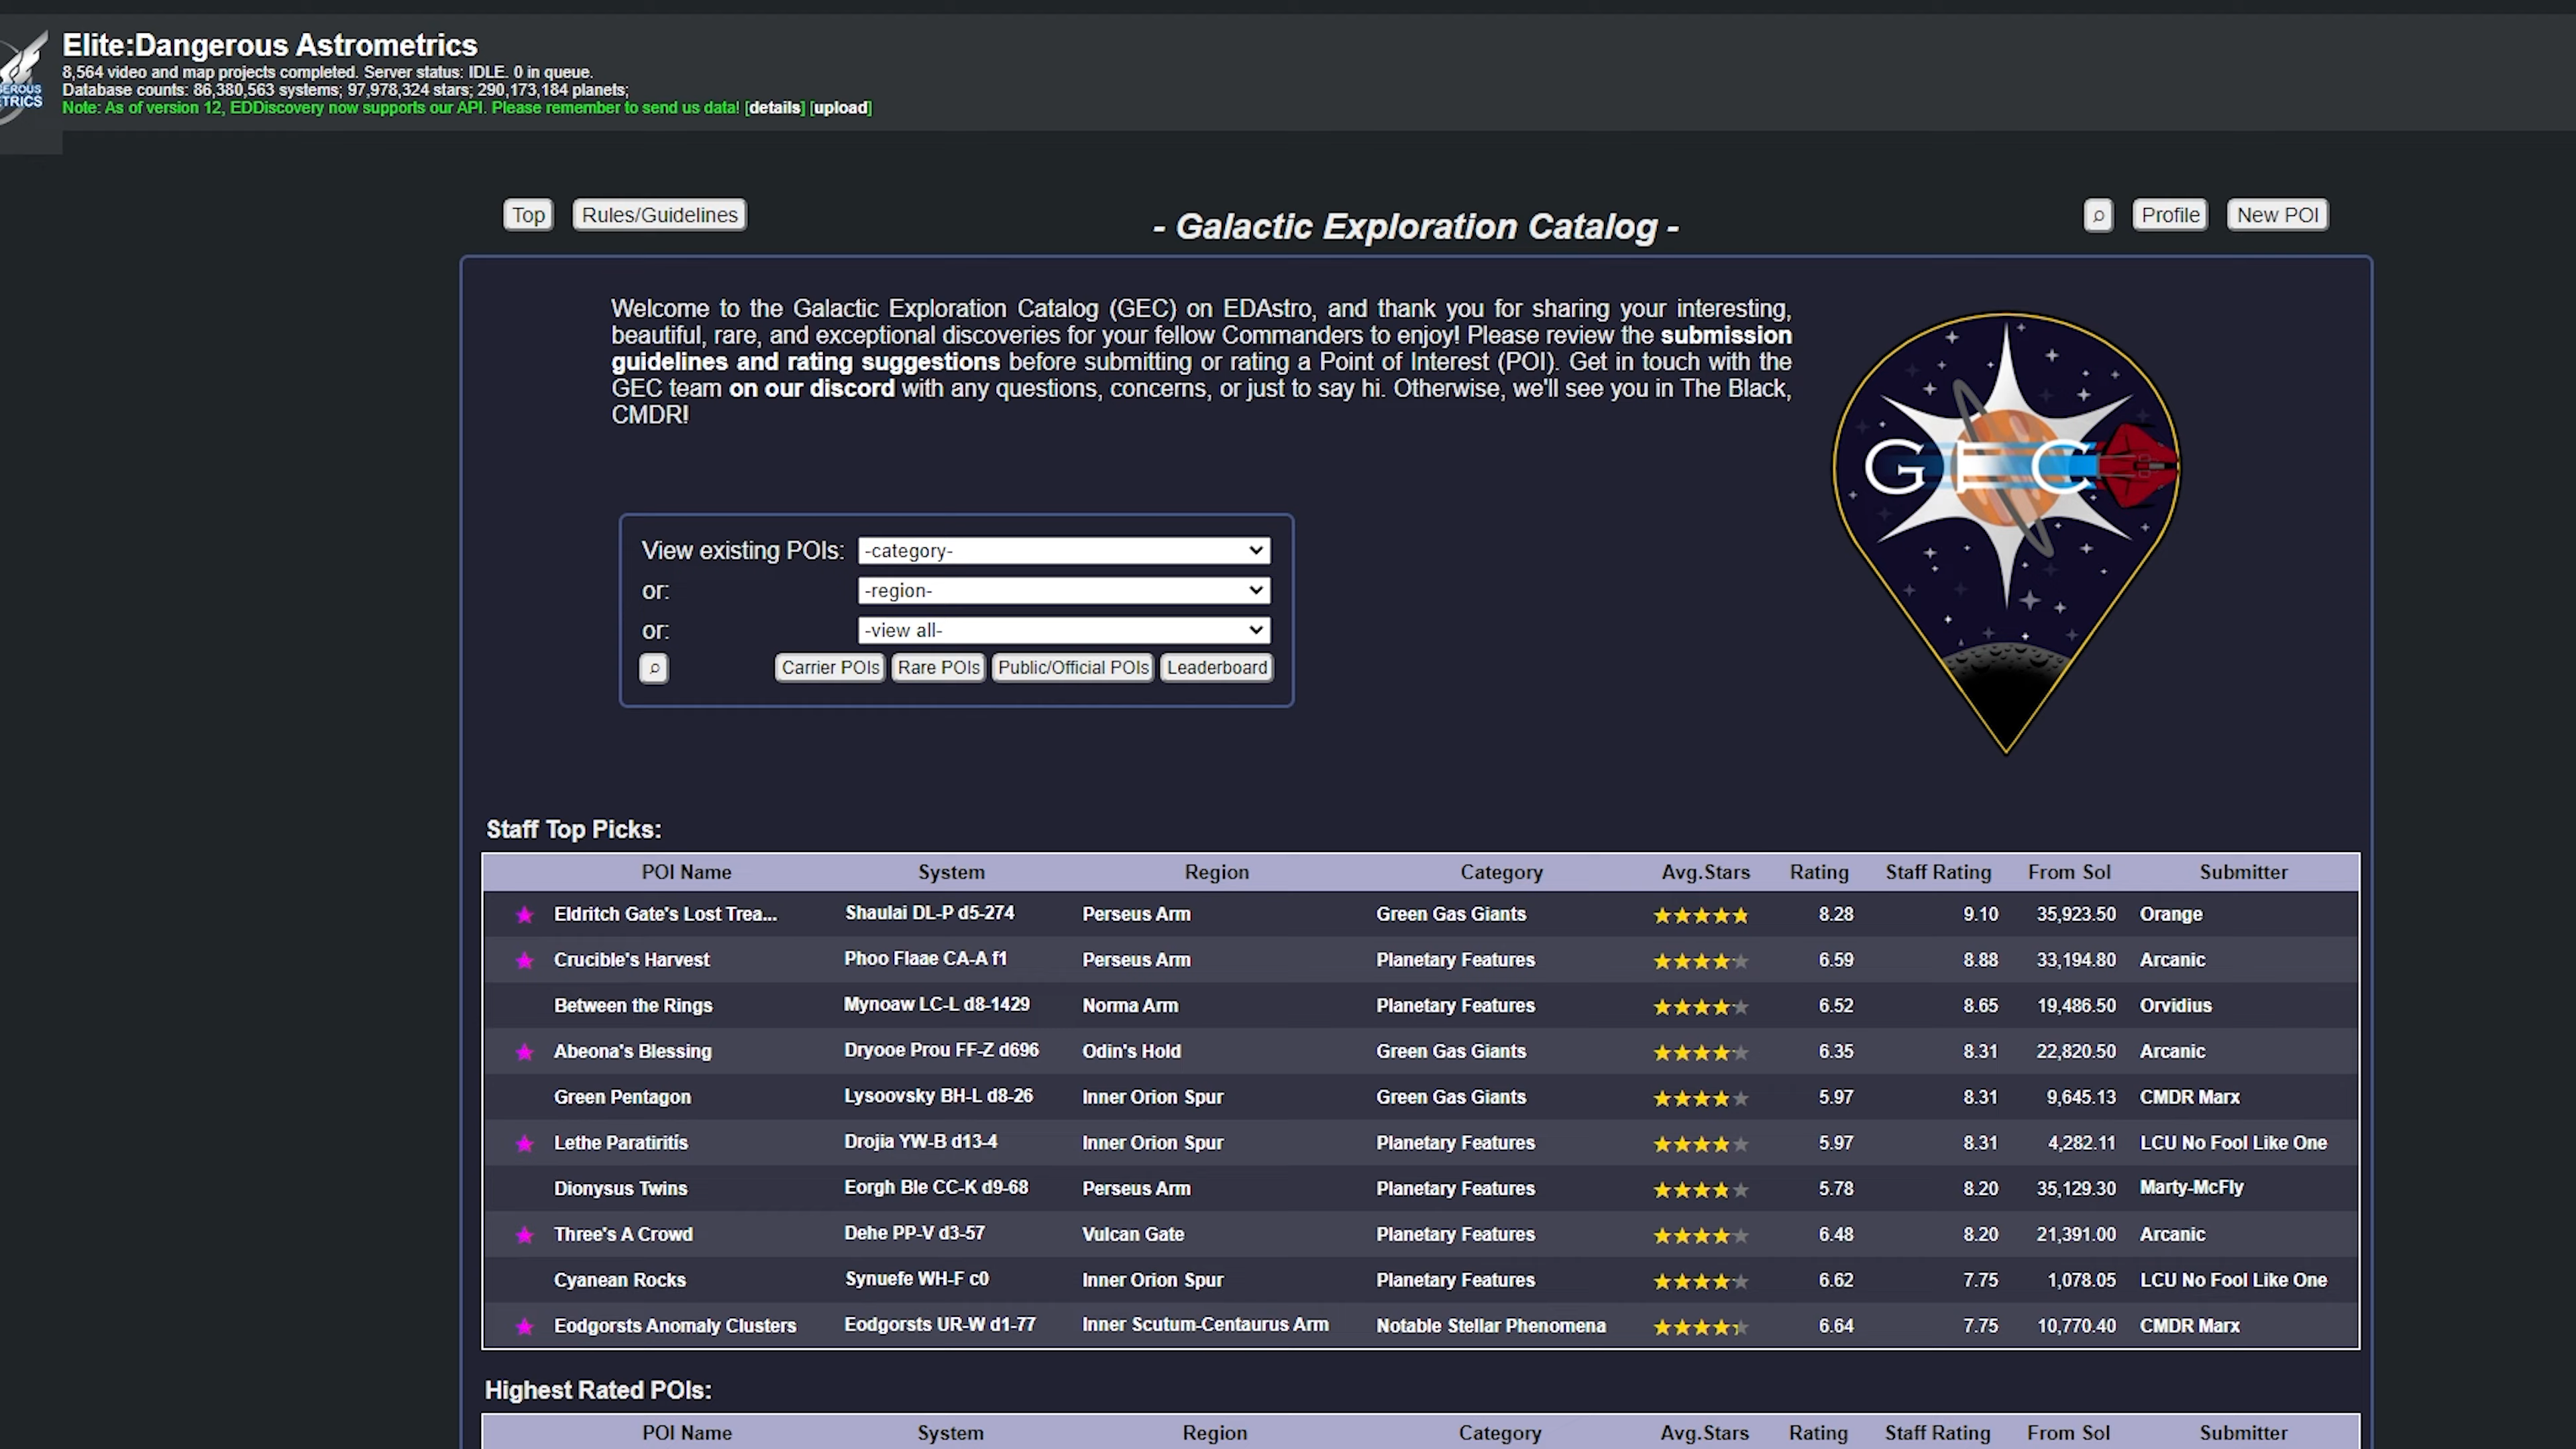 Elite:Dangerous Astrometrics
8,564 video and map projects completed. Server status: IDLE. 0 in queue.
Database counts: 86,380,563 systems; 97,978,324 stars; 290,173,184 planets;
Note: As of version 12, EDDiscovery now supports our API. Please remember to send us data! [details] [upload]
Top Rules/Guidelines - Galactic Exploration Catalog - Profile New POI
Welcome to the Galactic Exploration Catalog (GEC) on EDAstro, and thank you for sharing your interesting,
beautiful, rare, and exceptional discoveries for your fellow Commanders to enjoy! Please review the submission
guidelines and rating suggestions before submitting or rating a Point of Interest (POI). Get in touch with the
GEC team on our discord with any questions, concerns, or just to say hi. Otherwise, we'll see you in The Black,
CMDR!
GEC
View existing POIs: -category-
or: -region-
or: -view all-
Carrier POIs Rare POIs Public/Official POIs Leaderboard
Staff Top Picks:
POI Name System Region Category Avg.Stars Rating Staff Rating From Sol Submitter
Eldritch Gate's Lost Trea... Shaulai DL-P d5-274 Perseus Arm Green Gas Giants 8.28 9.10 35,923.50 Orange
Crucible's Harvest Phoo Flaae CA-A f1 Perseus Arm Planetary Features 6.59 8.88 33,194.80 Arcanic
Between the Rings Mynoaw LC-L d8-1429 Norma Arm Planetary Features 6.52 8.65 19,486.50 Orvidius
Abeona's Blessing Dryooe Prou FF-Z d696 Odin's Hold Green Gas Giants 6.35 8.31 22,820.50 Arcanic
Green Pentagon Lysoovsky BH-L d8-26 Inner Orion Spur Green Gas Giants 5.97 8.31 9,645.13 CMDR Marx
Lethe Paratiritís Drojia YW-B d13-4 Inner Orion Spur Planetary Features 5.97 8.31 4,282.11 LCU No Fool Like One
Dionysus Twins Eorgh Ble CC-K d9-68 Perseus Arm Planetary Features 5.78 8.20 35,129.30 Marty-McFly
Three's A Crowd Dehe PP-V d3-57 Vulcan Gate Planetary Features 6.48 8.20 21,391.00 Arcanic
Cyanean Rocks Synuefe WH-F c0 Inner Orion Spur Planetary Features 6.62 7.75 1,078.05 LCU No Fool Like One
Eodgorsts Anomaly Clusters Eodgorsts UR-W d1-77 Inner Scutum-Centaurus Arm Notable Stellar Phenomena 6.64 7.75 10,770.40 CMDR Marx
Highest Rated POIs:
POI Name System Region Category Avg.Stars Rating Staff Rating From Sol Submitter